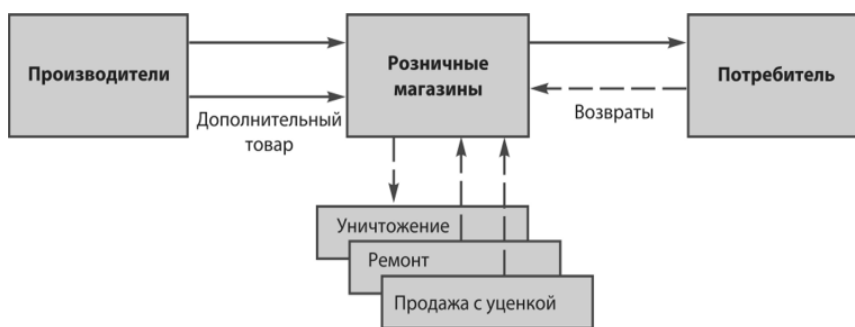 Производители
Розничные
магазины
Потребитель
Дополнительный
товар
Возвраты
Уничтожение
Ремонт
Продажа с уценкой